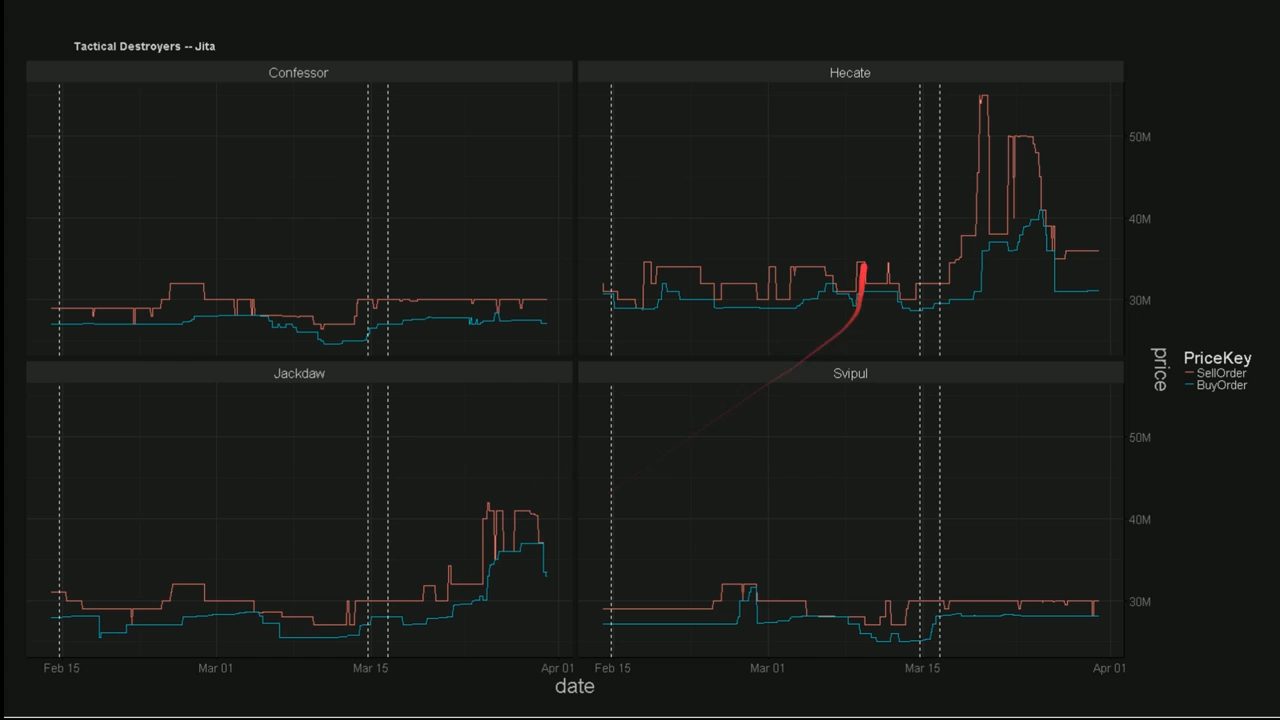 Tactical Destroyers -- Jita
Confessor
Hecate
50M
40M
30M
Jackdaw
Svipul
50M
40M
30M
price
PriceKey
SellOrder
BuyOrder
Feb 15
Mar 01
Mar 15
Apr 01
Feb 15
Mar 01
Mar 15
Apr 01
date